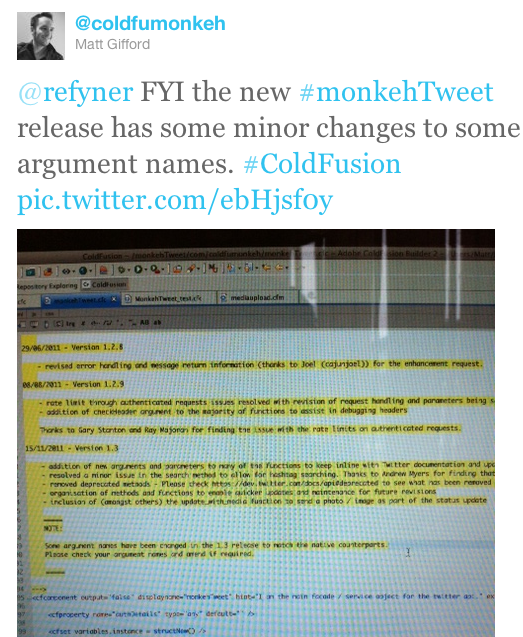 @coldfumonkeh
Matt Gifford
@refyner FYI the new #monkehTweet
release has some minor changes to some
argument names. #ColdFusion
pic.twitter.com/ebHjsf0y
Repository Exploring ColdFusion
monkehTweet.cfc MonkehTweet_test.cfc mediaupload.cfm
29/06/2011 - Version 1.2.8
- revised error handling and message return information (thanks to Joel (cajunjoel)) for the enhancement request.
08/08/2011 - Version 1.2.9
- rate limit through authenticated requests issues resolved with revision of request handling and parameters being s
- addition of checkHeader argument to the majority of functions to assist in debugging headers
Thanks to Gary Stanton and Ray Majoran for finding the issue with the rate limits on authenticated requests.
15/11/2011 - Version 1.3
- addition of new arguments and parameters to many of the functions to keep inline with Twitter documentation and upd
- resolved a minor issue in the search method to allow for hashtag searching. Thanks to Andrew Myers for finding that
- removed deprecated methods - Please check https://dev.twitter.com/docs/api#deprecated to see what has been removed
- organisation of methods and functions to enable quicker updates and maintenance for future revisions
- inclusion of (amongst others) the update_with_media function to send a photo / image as part of the status update
NOTE:
Some argument names have been changed in the 1.3 release to match the native counterparts.
Please check your argument names and amend if required.
--->
<cfcomponent output="false" displayname="monkehTweet" hint="I am the main facade / service object for the twitter api." ex
<cfproperty name="authDetails" type="any" default="" />
<cfset variables.instance = structNew() />